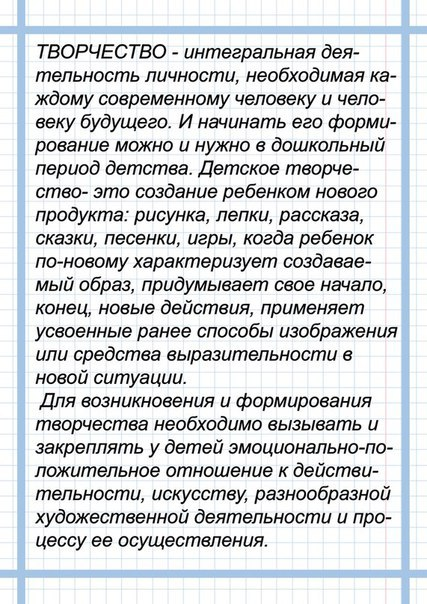 ТВОРЧЕСТВО - интегральная дея-
тельность личности, необходимая ка-
ждому современному человеку и чело-
веку будущего. И начинать его форми-
рование можно и нужно в дошкольный
период детства. Детское творче-
ство- это создание ребенком нового
продукта: рисунка, лепки, рассказа,
сказки, песенки, игры, когда ребенок
по-новому характеризует создавае-
мый образ, придумывает свое начало,
конец, новые действия, применяет
усвоенные ранее способы изображения
или средства выразительности в
новой ситуации.
Для возникновения и формирования
творчества необходимо вызывать и
закреплять у детей эмоционально-по-
ложительное отношение к действи-
тельности, искусству, разнообразной
художественной деятельности и про-
цессу ее осуществления.